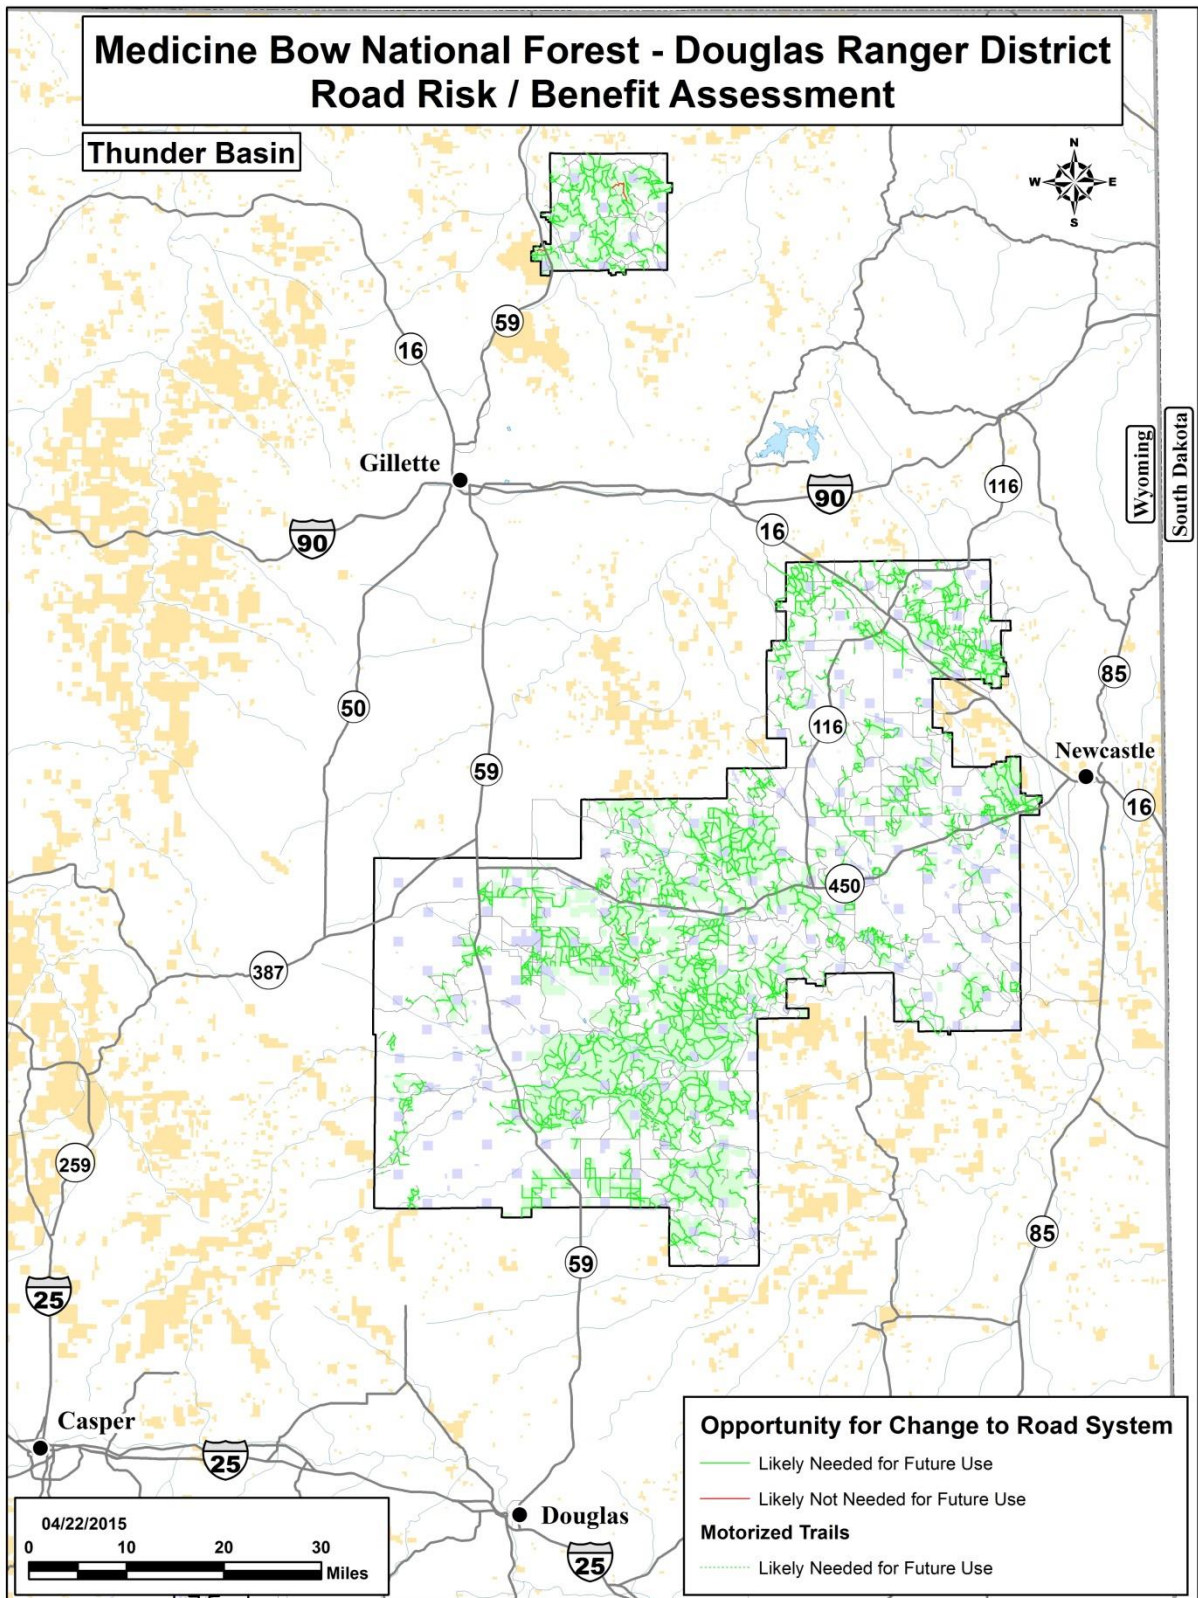 Medicine Bow National Forest - Douglas Ranger District
Road Risk / Benefit Assessment
Thunder Basin
N
W E
S
59
16
Gillette
90
90
116
16
Wyoming
South Dakota
50
59
116
85
Newcastle
16
450
387
259
59
85
25
Casper
25
Douglas
25
04/22/2015
0 10 20 30
Miles
Opportunity for Change to Road System
Likely Needed for Future Use
Likely Not Needed for Future Use
Motorized Trails
Likely Needed for Future Use